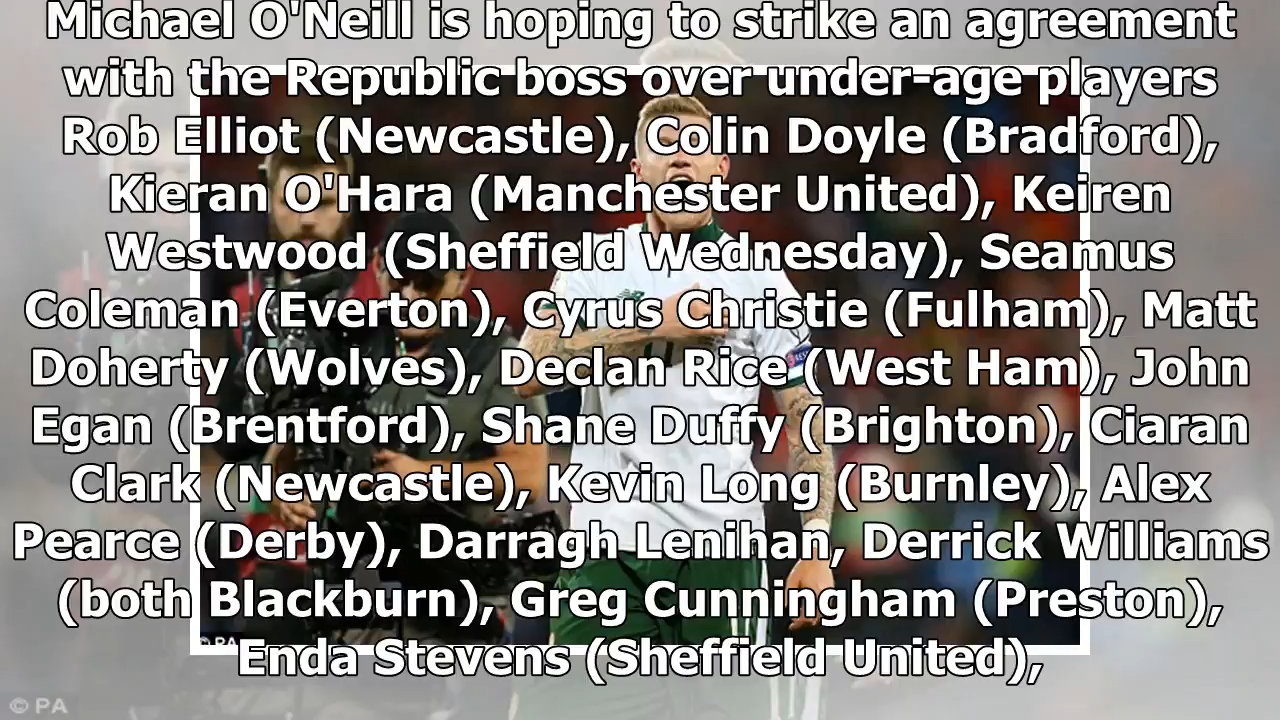 Michael O'Neill is hoping to strike an agreement
with the Republic boss over under-age players
Rob Elliot (Newcastle), Colin Doyle (Bradford),
Kieran O'Hara (Manchester United), Keiren
Westwood (Sheffield Wednesday), Seamus
Coleman (Everton), Cyrus Christie (Fulham), Matt
Doherty (Wolves), Declan Rice (West Ham), John
Egan (Brentford), Shane Duffy (Brighton), Ciaran
Clark (Newcastle), Kevin Long (Burnley), Alex
Pearce (Derby), Darragh Lenihan, Derrick Williams
(both Blackburn), Greg Cunningham (Preston),
Enda Stevens (Sheffield United),
© PA
© PA